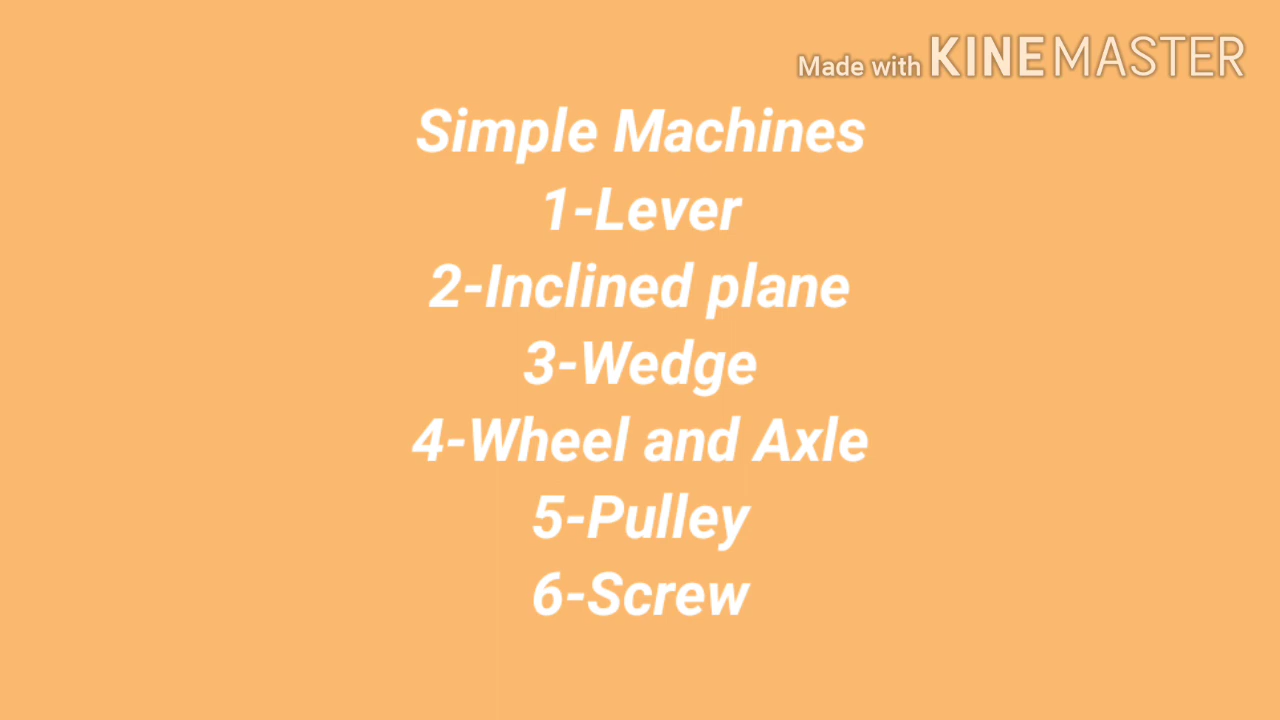 Made with KINEMASTER
Simple Machines
1-Lever
2-Inclined plane
3-Wedge
4-Wheel and Axle
5-Pulley
6-Screw